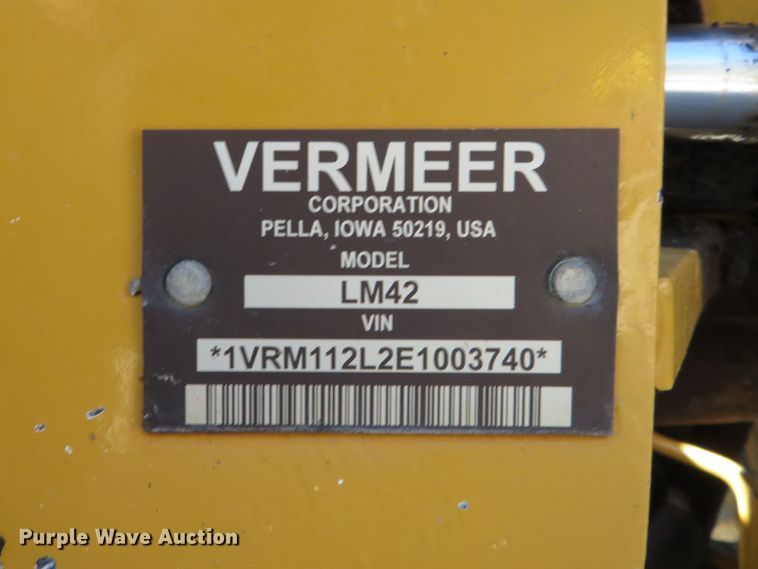 VERMEER
CORPORATION
PELLA, IOWA 50219, USA
MODEL
LM42
VIN
*1VRM112L2E1003740*
Purple Wave Auction